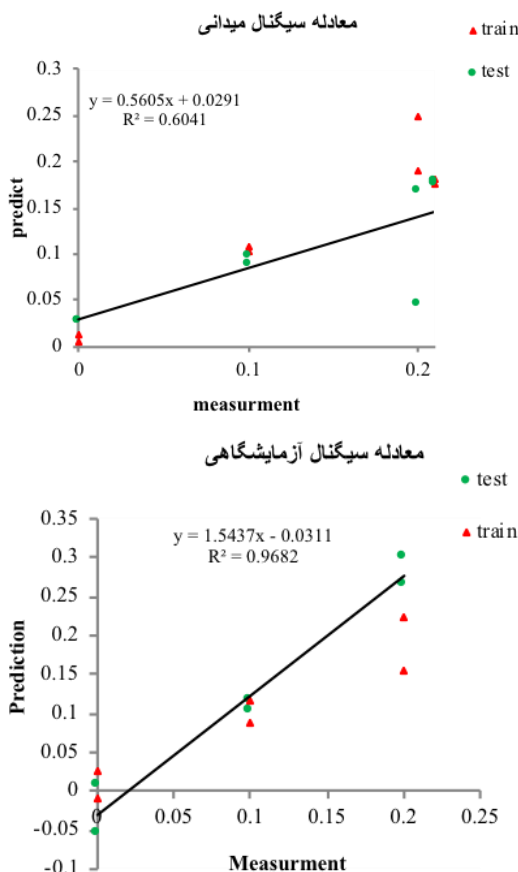 معادله سیگنال میدانی
train
test
y = 0.5605x + 0.0291
R² = 0.6041
0.3
0.25
0.2
0.15
0.1
0.05
0
predict
0
0.1
0.2
measurment
معادله سیگنال آزمایشگاهی
test
train
y = 1.5437x - 0.0311
R² = 0.9682
0.35
0.3
0.25
0.2
0.15
0.1
0.05
0
-0.05
-0.1
Prediction
0
0.05
0.1
0.15
0.2
0.25
Measurment